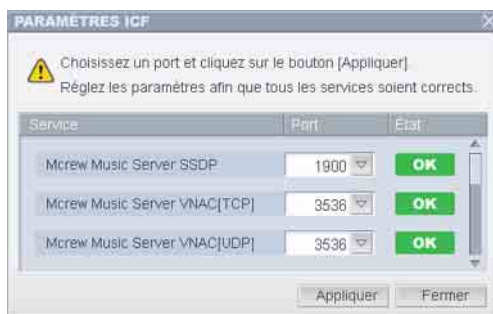 PARAMÈTRES ICF
Choisissez un port et cliquez sur le bouton [Appliquer].
Réglez les paramètres afin que tous les services soient corrects.
Service Port État
Mcrew Music Server SSDP 1900 OK
Mcrew Music Server VNAC[TCP] 3536 OK
Mcrew Music Server VNAC[UDP] 3536 OK
Appliquer Fermer